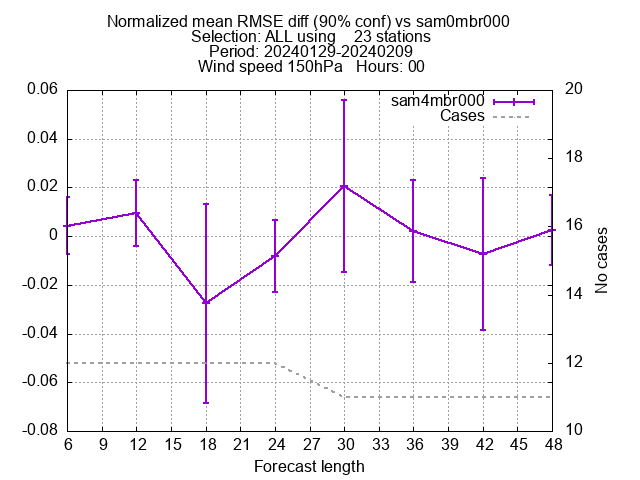 Normalized mean RMSE diff (90% conf) vs sam0mbr000
Selection: ALL using    23 stations
Period: 20240129-20240209
Wind speed 150hPa   Hours: 00
sam4mbr000
Cases
0.06
0.04
0.02
0
-0.02
-0.04
-0.06
-0.08
20
18
16
14
12
10
No cases
6 9 12 15 18 21 24 27 30 33 36 39 42 45 48
Forecast length